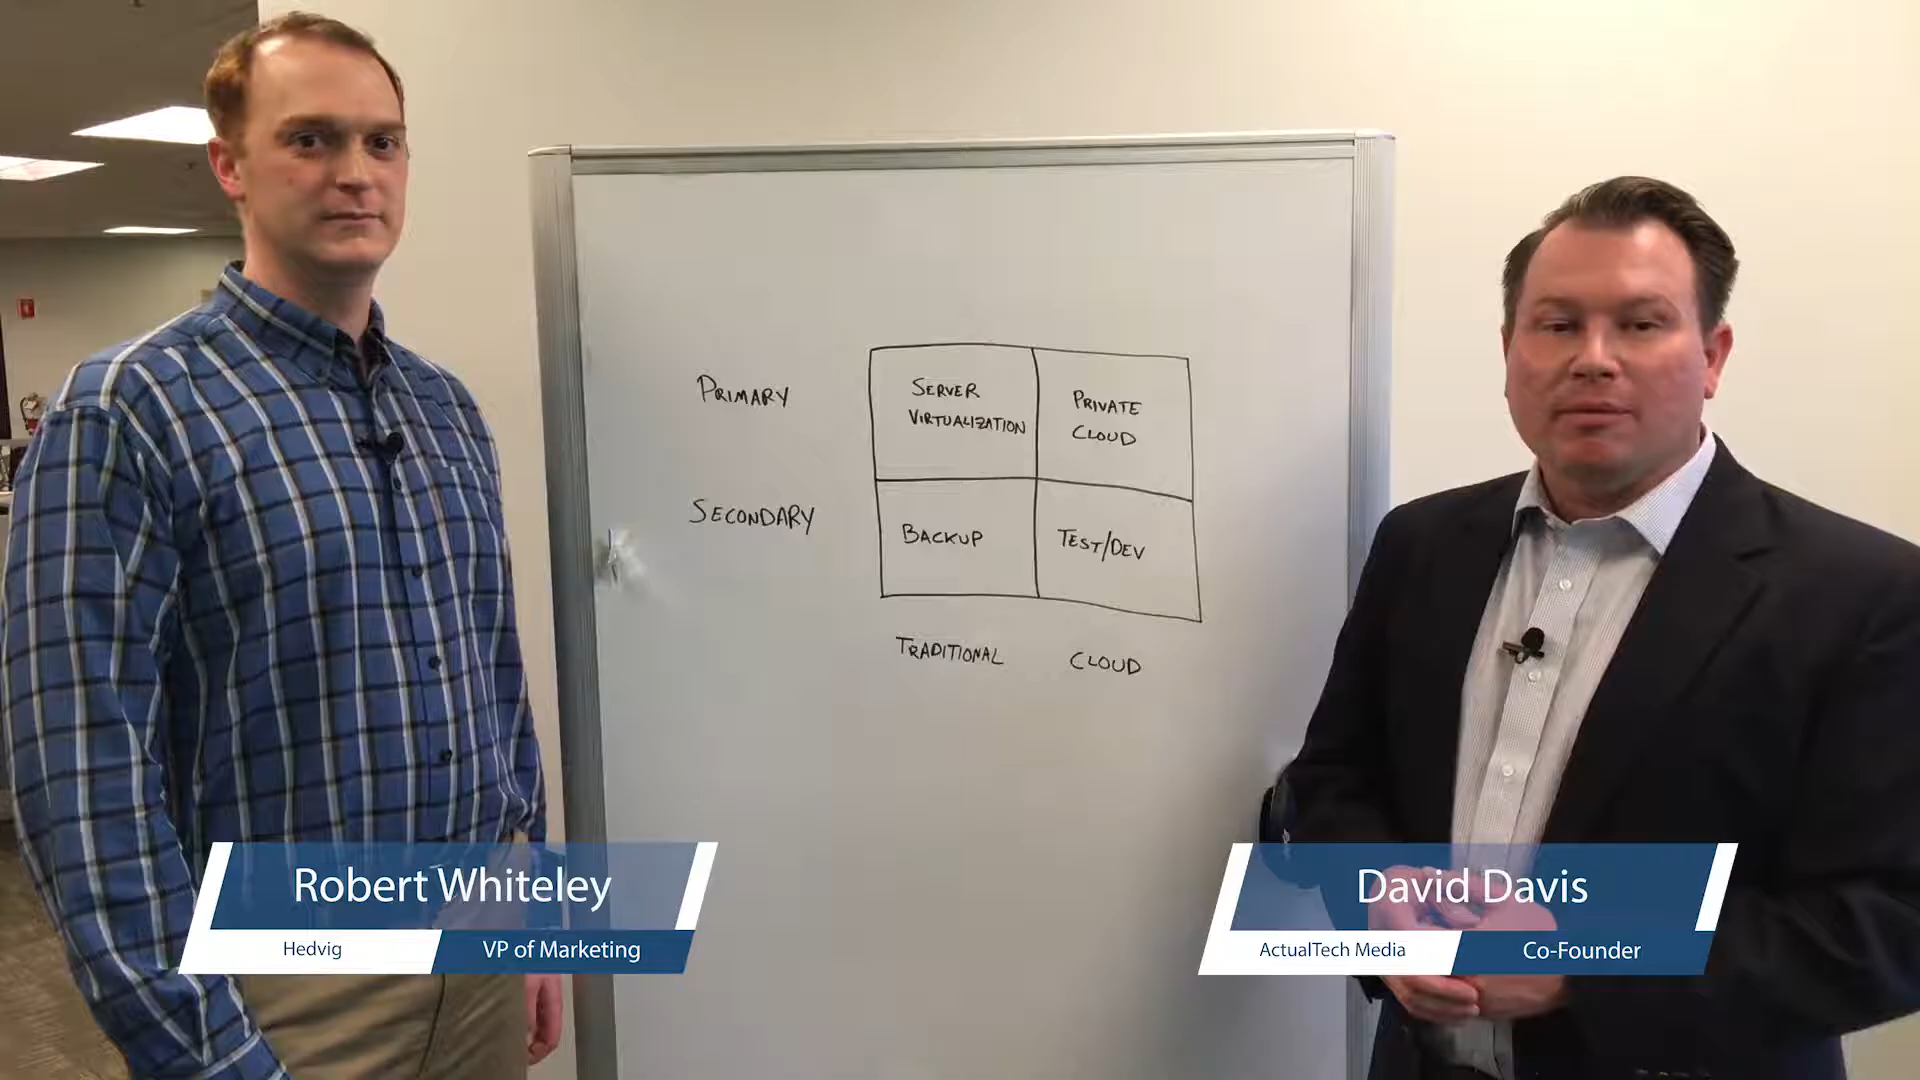 PRIMARY
SERVER
VIRTUALIZATION
PRIVATE
CLOUD
SECONDARY
BACKUP
TEST/DEV
TRADITIONAL
CLOUD
Robert Whiteley
Hedvig
VP of Marketing
David Davis
ActualTech Media
Co-Founder